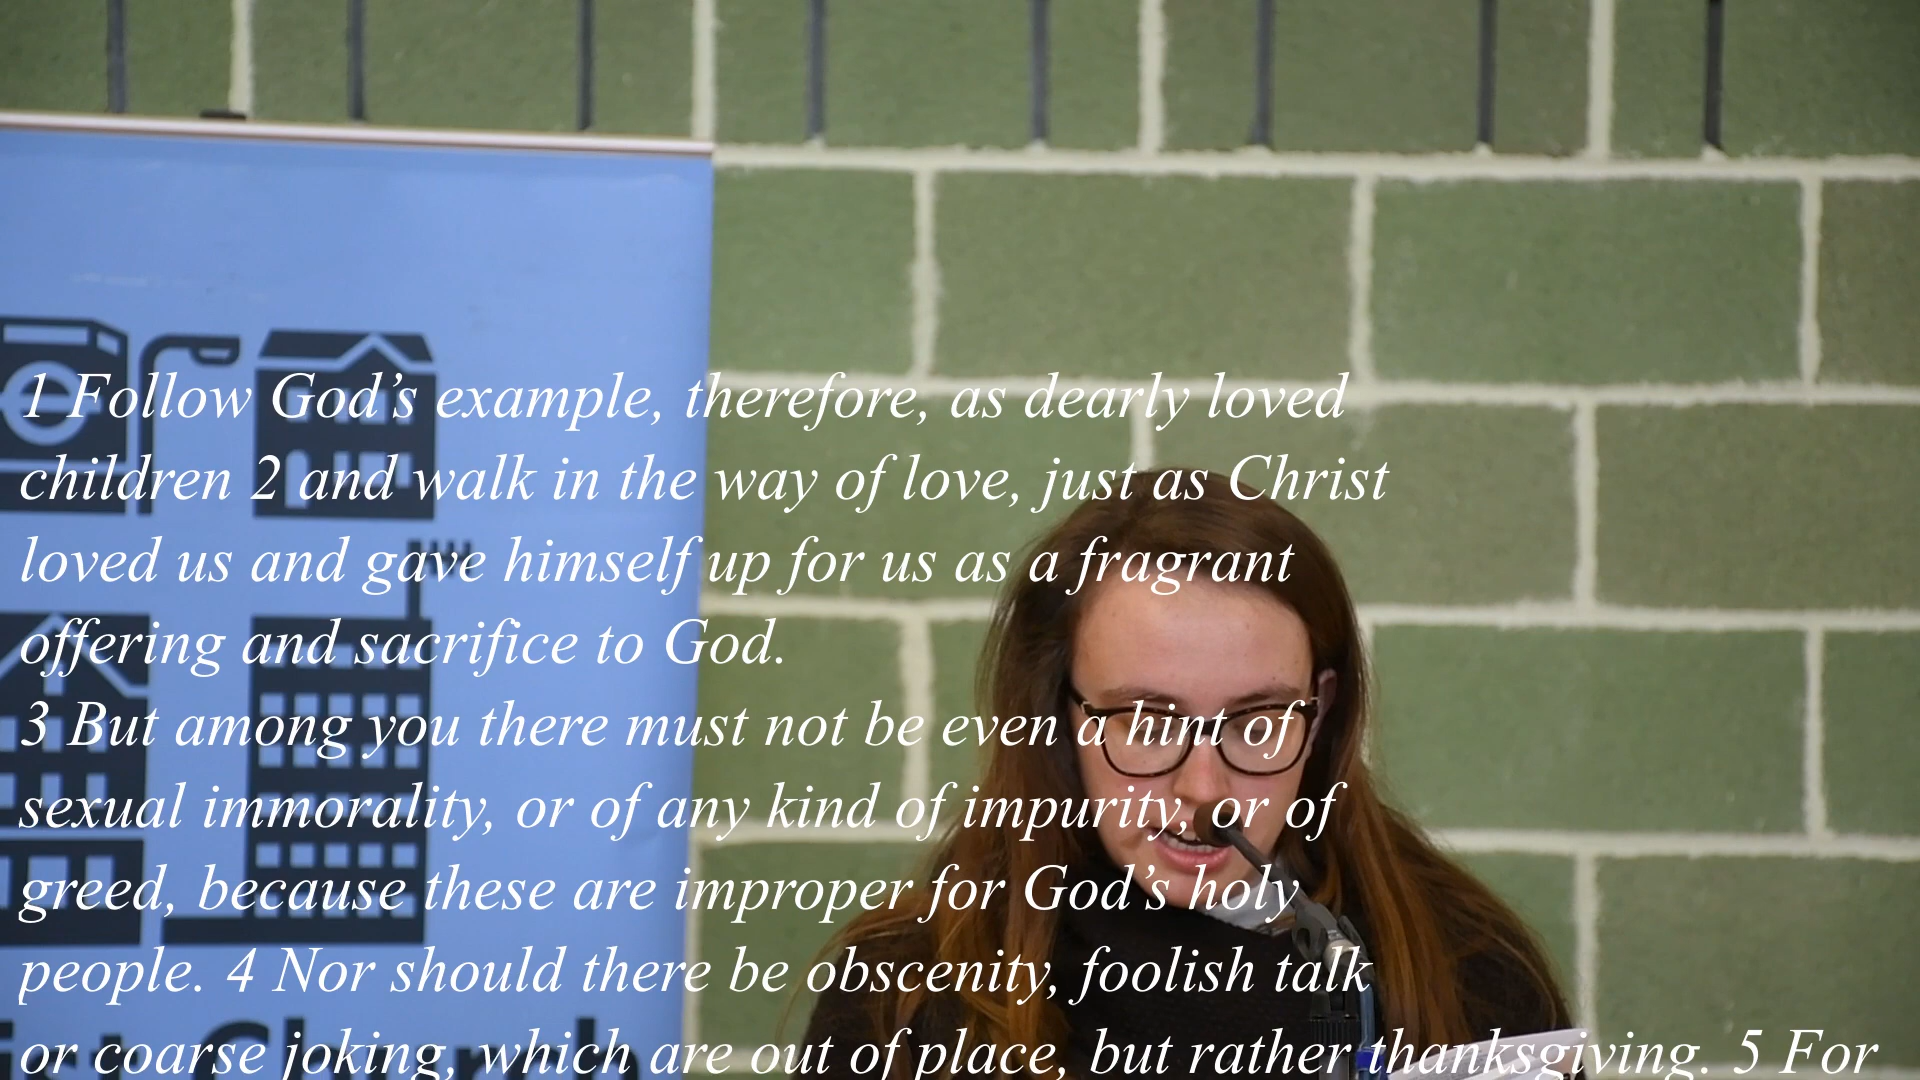 1 Follow God’s example, therefore, as dearly loved
children 2 and walk in the way of love, just as Christ
loved us and gave himself up for us as a fragrant
offering and sacrifice to God.
3 But among you there must not be even a hint of
sexual immorality, or of any kind of impurity, or of
greed, because these are improper for God’s holy
people. 4 Nor should there be obscenity, foolish talk
or coarse joking, which are out of place, but rather thanksgiving. 5 For